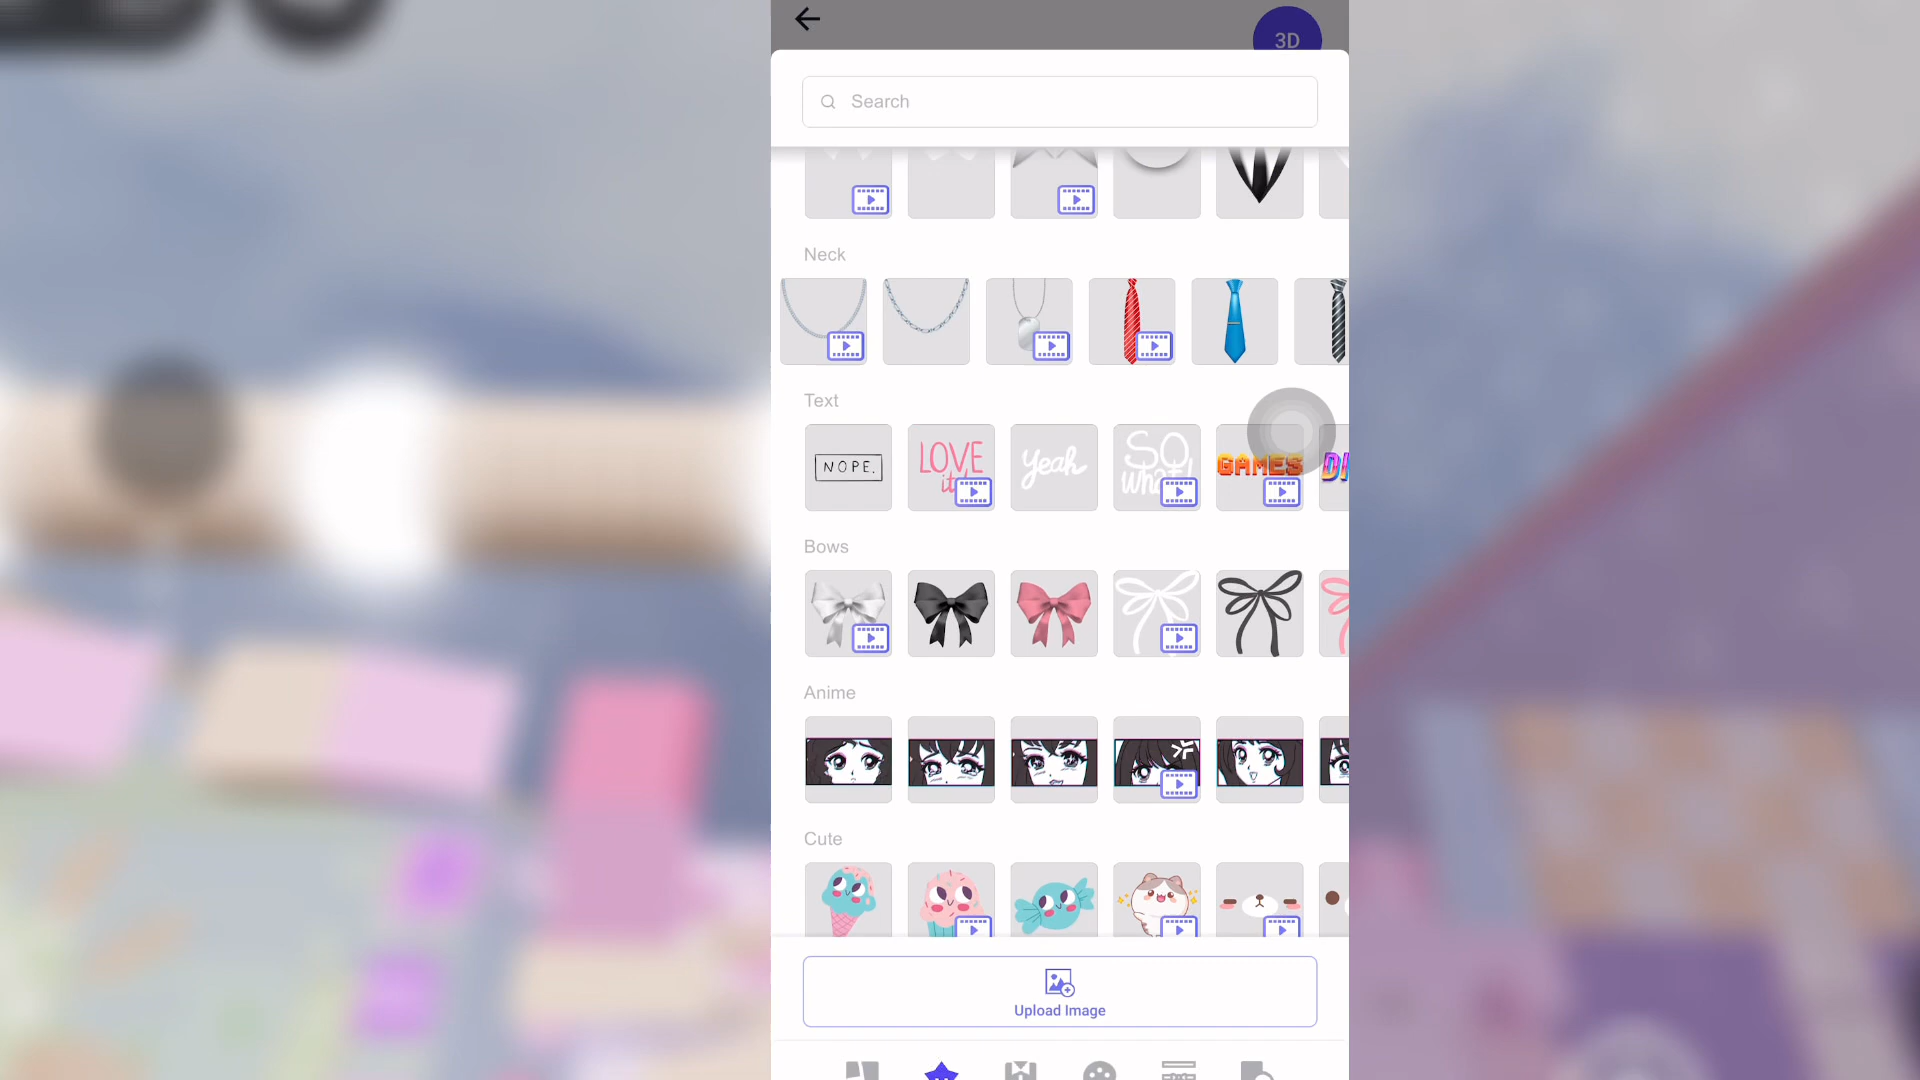 3D
Search
Neck
Text
NOPE.
LOVE
it!
yeah
SO
What!
GAMES
Bows
Anime
Cute
Upload Image